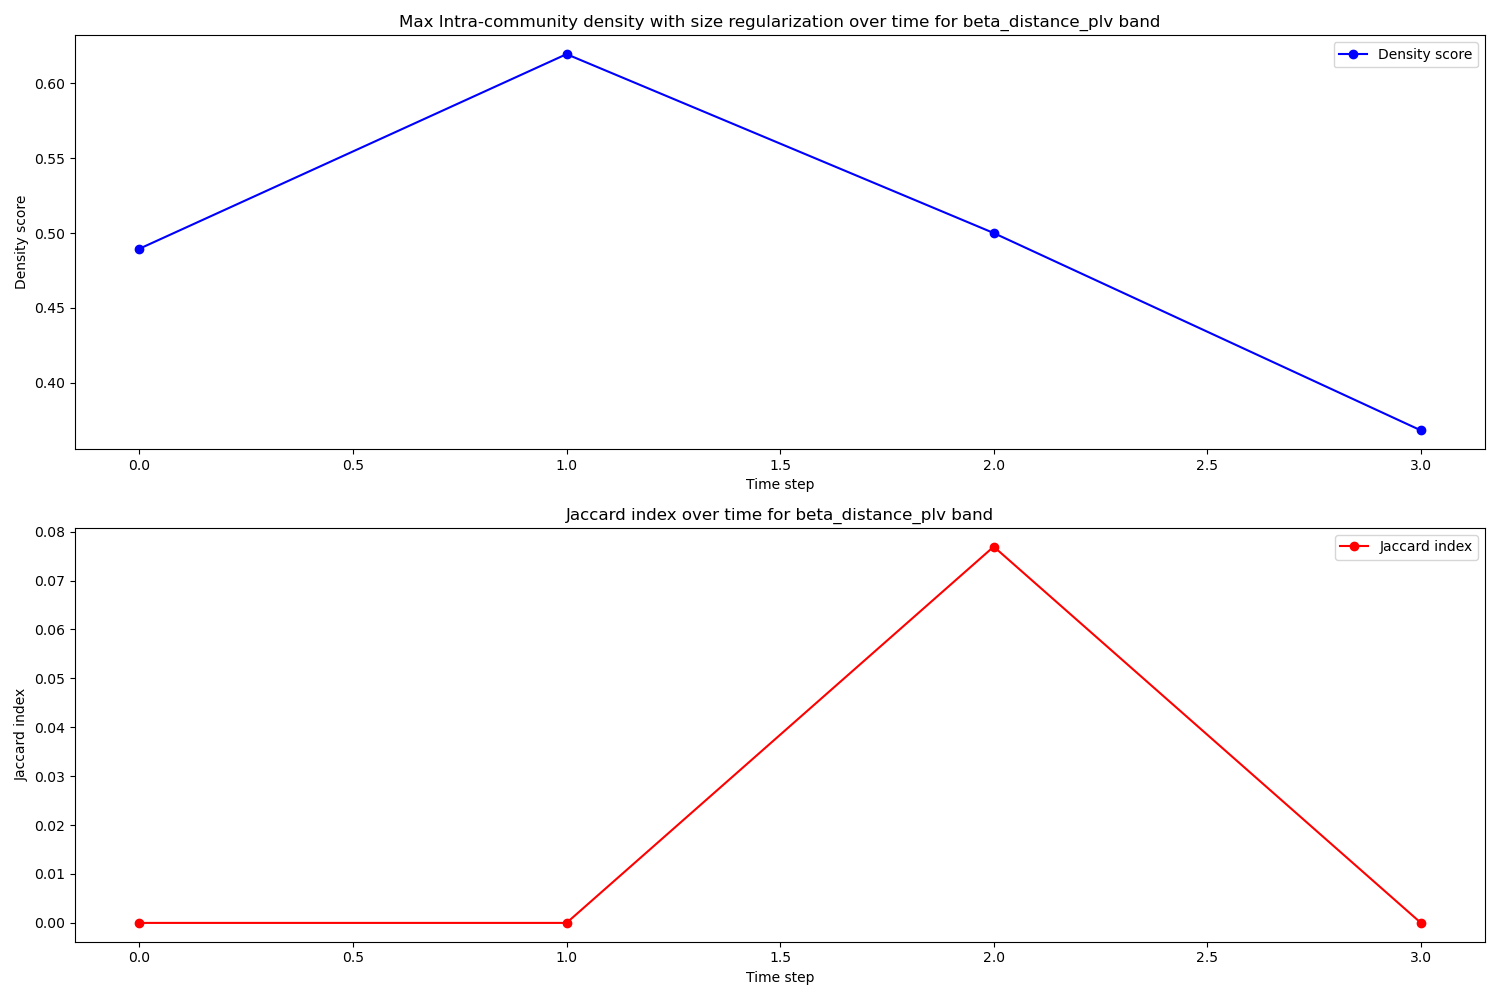 Max Intra-community density with size regularization over time for beta_distance_plv band
Density score
0.60
0.55
0.50
0.45
0.40
Density score
0.0 0.5 1.0 1.5 2.0 2.5 3.0
Time step
Jaccard index over time for beta_distance_plv band
Jaccard index
0.08
0.07
0.06
0.05
0.04
0.03
0.02
0.01
0.00
Jaccard index
0.0 0.5 1.0 1.5 2.0 2.5 3.0
Time step